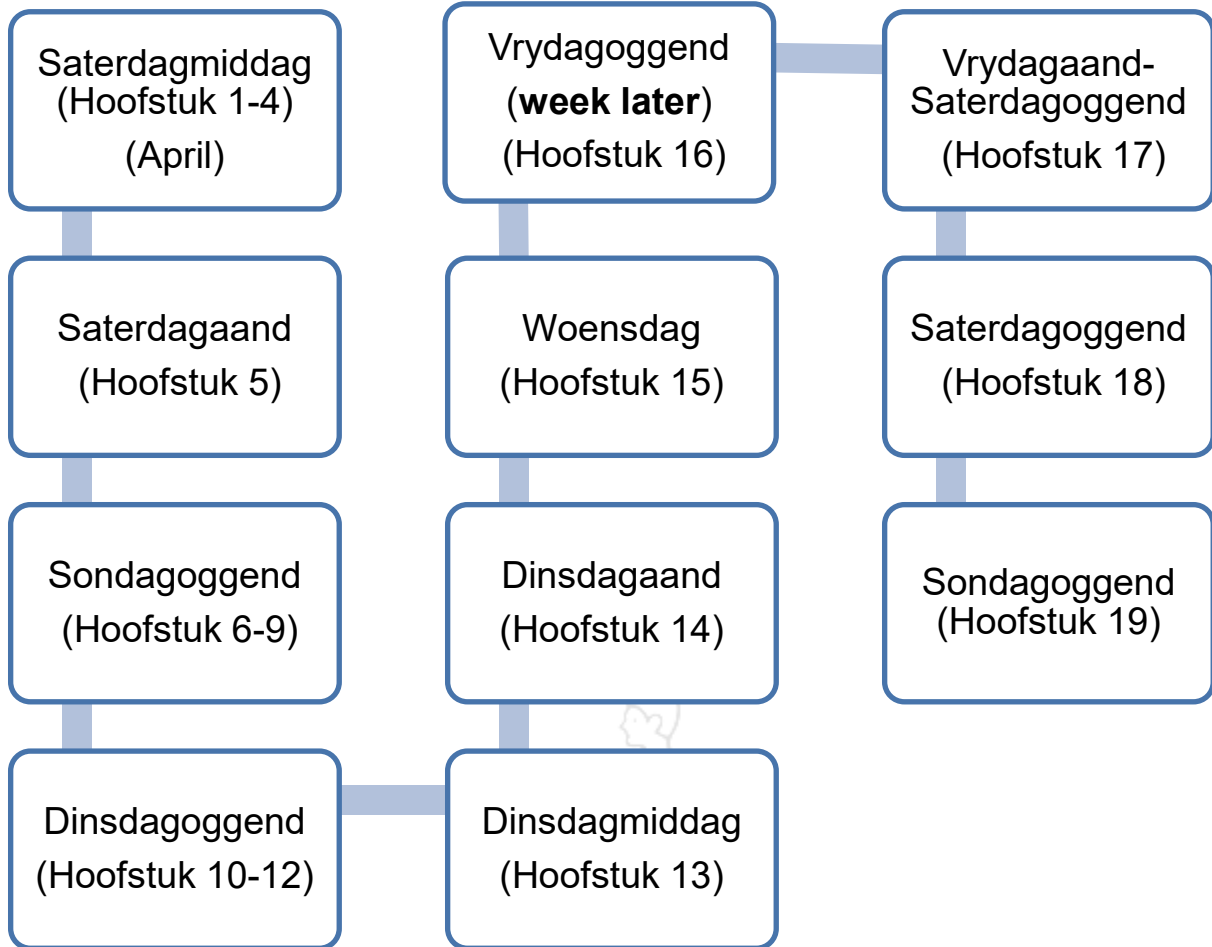 Saterdagmiddag
(Hoofstuk 1-4)
(April)
Saterdagaand
(Hoofstuk 5)
Sondagoggend
(Hoofstuk 6-9)
Dinsdagoggend
(Hoofstuk 10-12)
Dinsdagmiddag
(Hoofstuk 13)
Dinsdagaand
(Hoofstuk 14)
Woensdag
(Hoofstuk 15)
Vrydagoggend
(week later)
(Hoofstuk 16)
Vrydagaand-
Saterdagoggend
(Hoofstuk 17)
Saterdagoggend
(Hoofstuk 18)
Sondagoggend
(Hoofstuk 19)